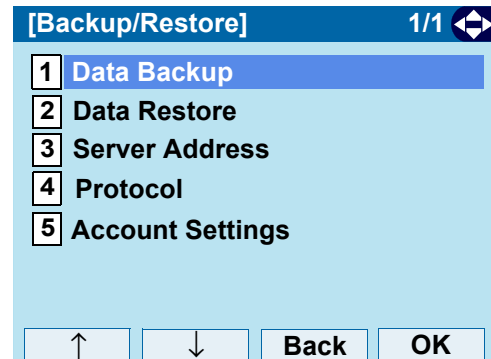 [Backup/Restore] 1/1
1 Data Backup
2 Data Restore
3 Server Address
4 Protocol
5 Account Settings
↑ ↓ Back OK